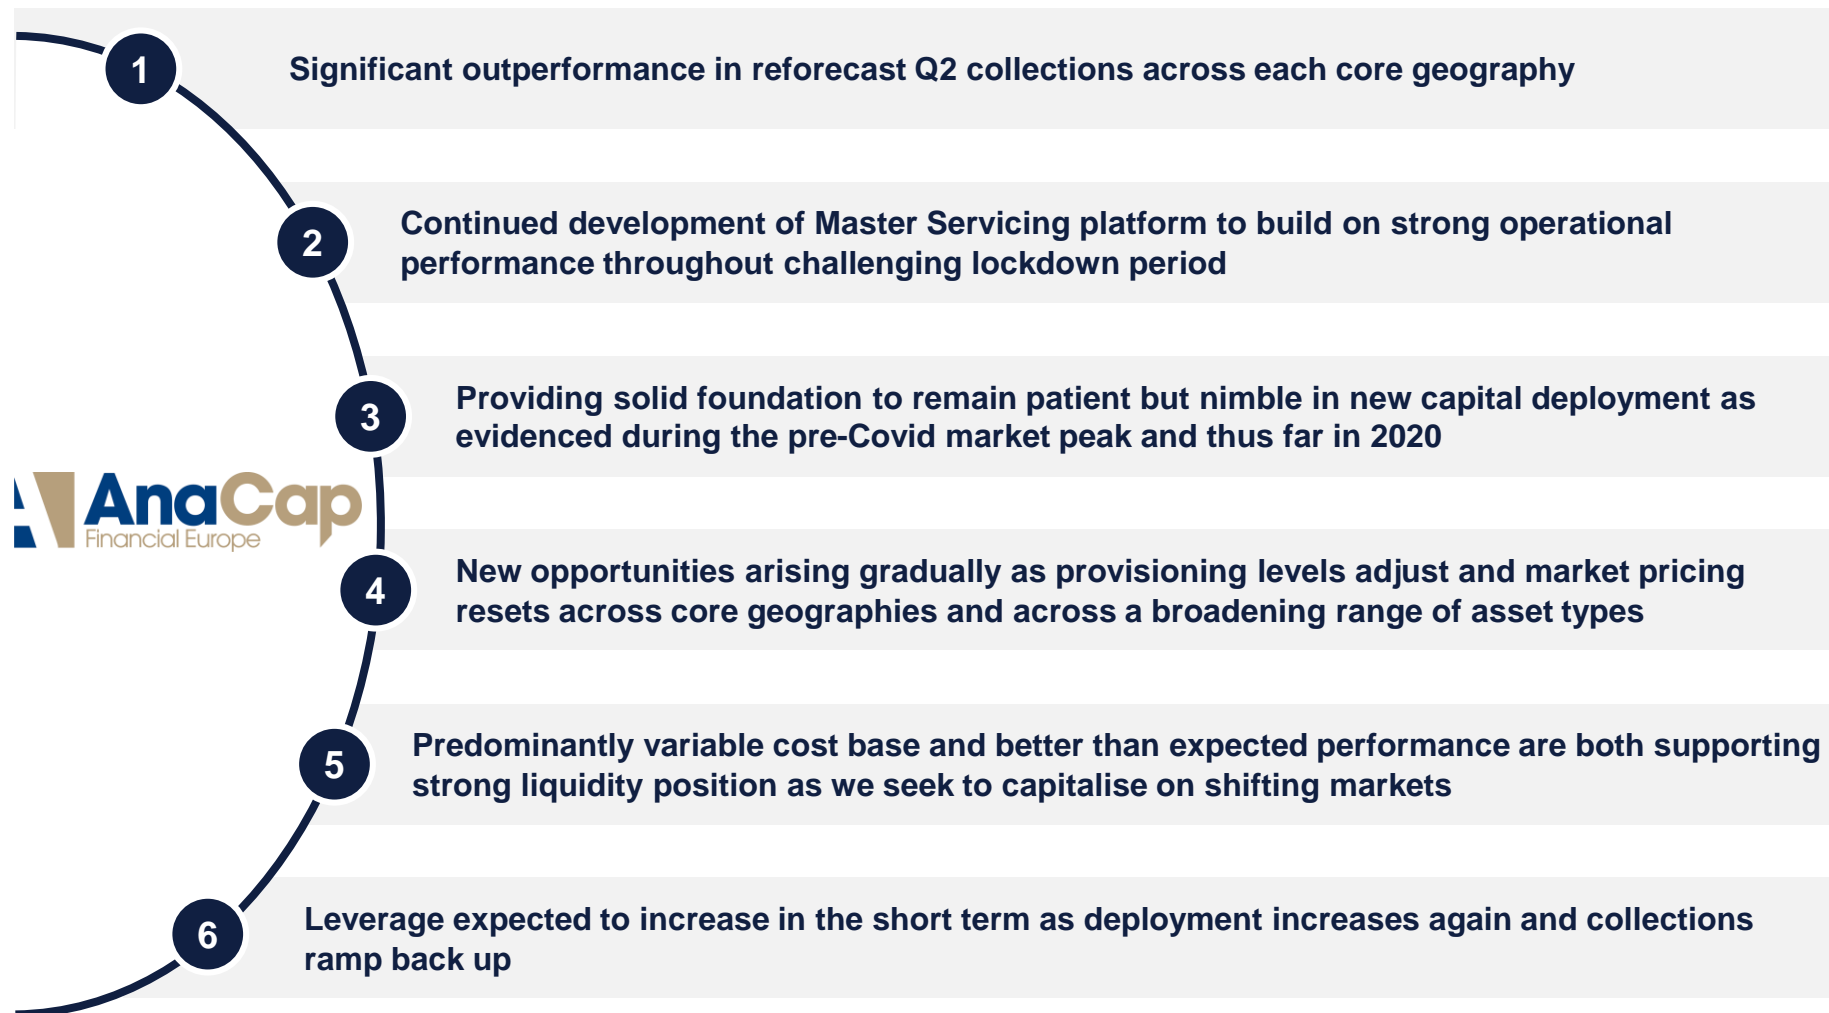 1
Significant outperformance in reforecast Q2 collections across each core geography
2
Continued development of Master Servicing platform to build on strong operational
performance throughout challenging lockdown period
3
Providing solid foundation to remain patient but nimble in new capital deployment as
evidenced during the pre-Covid market peak and thus far in 2020
AnaCap
Financial Europe
4
New opportunities arising gradually as provisioning levels adjust and market pricing
resets across core geographies and across a broadening range of asset types
5
Predominantly variable cost base and better than expected performance are both supporting
strong liquidity position as we seek to capitalise on shifting markets
6
Leverage expected to increase in the short term as deployment increases again and collections
ramp back up